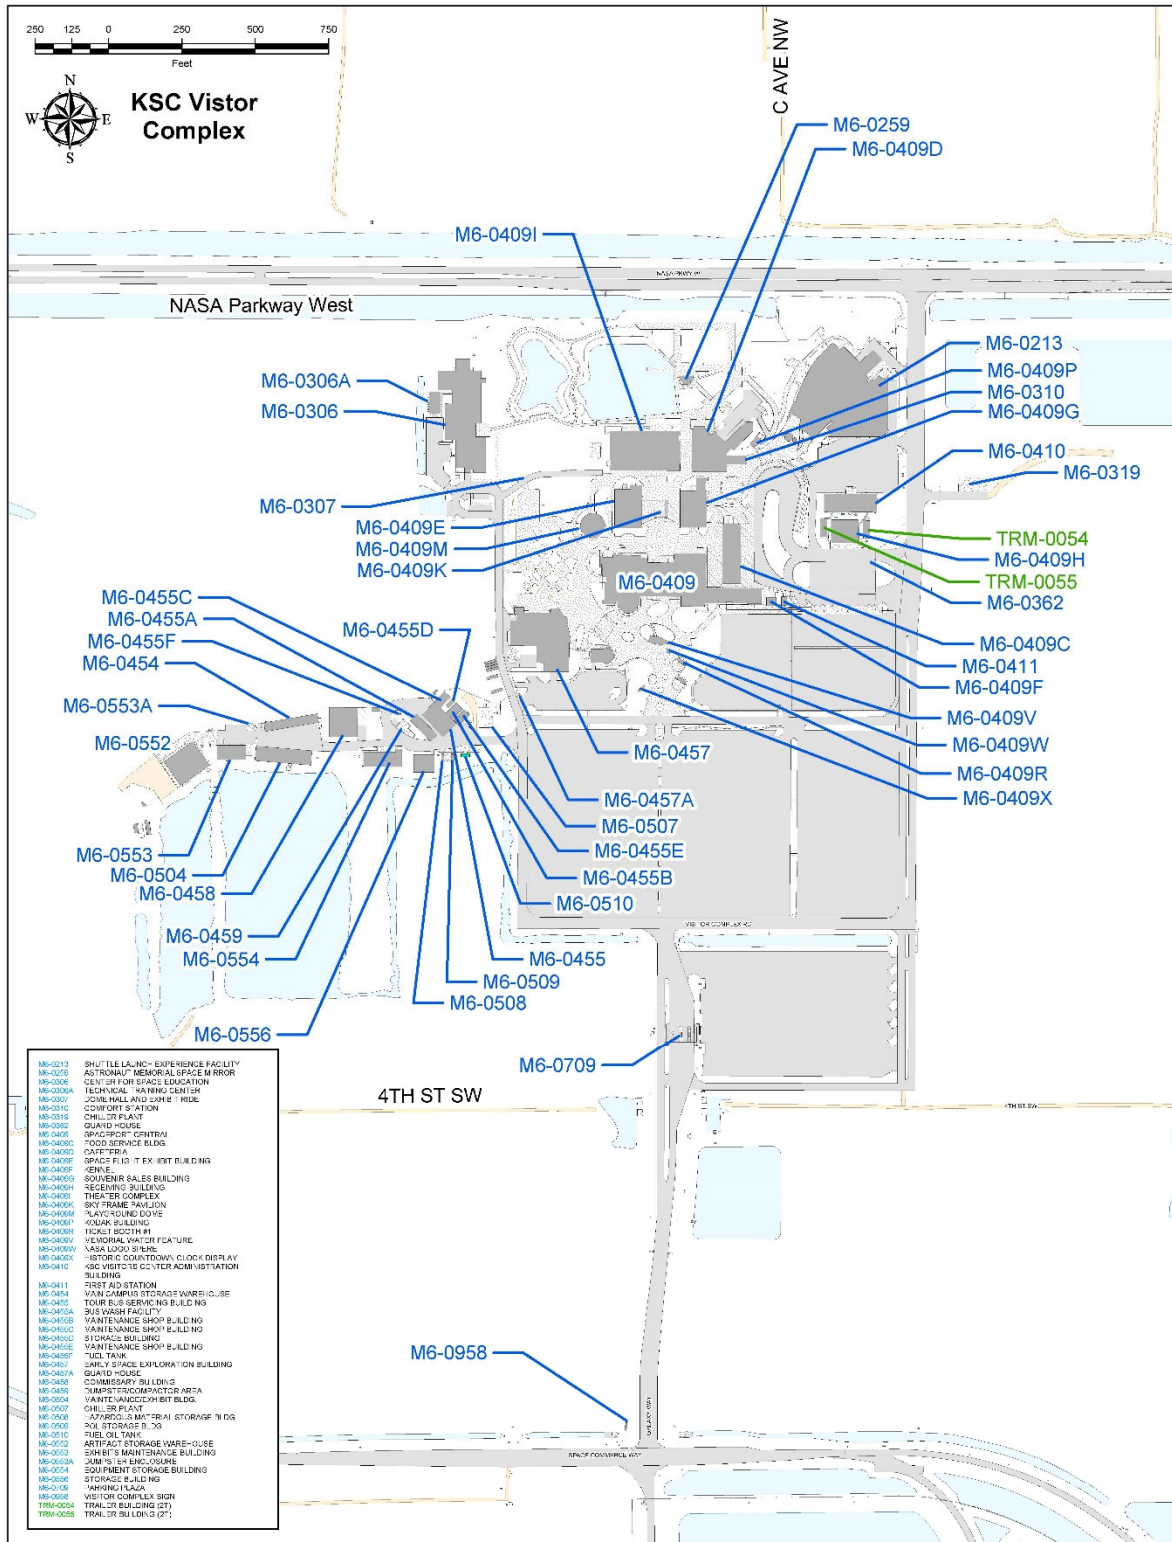 250 125 0 250 500 750
Feet
N
W E
S
KSC Vistor
Complex
C AVE NW
M6-0259
M6-0409D
M6-0409I
NASA PKWY W
NASA Parkway West
M6-0213
M6-0409P
M6-0310
M6-0409G
M6-0306A
M6-0306
M6-0410
M6-0319
M6-0307
M6-0409E
M6-0409M
M6-0409K
TRM-0054
M6-0409H
TRM-0055
M6-0362
M6-0409
M6-0455C
M6-0455A
M6-0455F
M6-0454
M6-0455D
M6-0409C
M6-0411
M6-0409F
M6-0553A
M6-0552
M6-0409V
M6-0409W
M6-0409R
M6-0409X
M6-0457
M6-0457A
M6-0507
M6-0455E
M6-0455B
M6-0510
M6-0553
M6-0504
M6-0458
M6-0459
M6-0554
M6-0455
M6-0509
M6-0508
M6-0556
VISITOR COMPLEX RD
M6-0709
4TH ST SW
4TH ST SW
M6-0958
GALAXY WAY
SPACE COMMERCE WAY
M6-0213 SHUTTLE LAUNCH EXPERIENCE FACILITY
M6-0259 ASTRONAUT MEMORIAL SPACE MIRROR
M6-0306 CENTER FOR SPACE EDUCATION
M6-0306A TECHNICAL TRAINING CENTER
M6-0307 DOME HALL AND EXHIBIT RIDE
M6-0310 COMFORT STATION
M6-0319 CHILLER PLANT
M6-0362 GUARD HOUSE
M6-0409 SPACEPORT CENTRAL
M6-0409C FOOD SERVICE BLDG.
M6-0409D CAFETERIA
M6-0409E SPACE FLIGHT EXHIBIT BUILDING
M6-0409F KENNEL
M6-0409G SOUVENIR SALES BUILDING
M6-0409H RECEIVING BUILDING
M6-0409I THEATER COMPLEX
M6-0409K SKY FRAME PAVILION
M6-0409M PLAYGROUND DOME
M6-0409P KODAK BUILDING
M6-0409R TICKET BOOTH #1
M6-0409V MEMORIAL WATER FEATURE
M6-0409W NASA LOGO SPERE
M6-0409X HISTORIC COUNTDOWN CLOCK DISPLAY
M6-0410 KSC VISITORS CENTER ADMINISTRATION
BUILDING
M6-0411 FIRST AID STATION
M6-0454 MAIN CAMPUS STORAGE WAREHOUSE
M6-0455 TOUR BUS SERVICING BUILDING
M6-0455A BUS WASH FACILITY
M6-0455B MAINTENANCE SHOP BUILDING
M6-0455C MAINTENANCE SHOP BUILDING
M6-0455D STORAGE BUILDING
M6-0455E MAINTENANCE SHOP BUILDING
M6-0455F FUEL TANK
M6-0457 EARLY SPACE EXPLORATION BUILDING
M6-0457A GUARD HOUSE
M6-0458 COMMISSARY BUILDING
M6-0459 DUMPSTER/COMPACTOR AREA
M6-0504 MAINTENANCE/EXHIBIT BLDG.
M6-0507 CHILLER PLANT
M6-0508 HAZARDOUS MATERIAL STORAGE BLDG
M6-0509 POL STORAGE BLDG
M6-0510 FUEL OIL TANK
M6-0552 ARTIFACT STORAGE WAREHOUSE
M6-0553 EXHIBITS MAINTENANCE BUILDING
M6-0553A DUMPSTER ENCLOSURE
M6-0554 EQUIPMENT STORAGE BUILDING
M6-0556 STORAGE BUILDING
M6-0709 PARKING PLAZA
M6-0958 VISITOR COMPLEX SIGN
TRM-0054 TRAILER BUILDING (2T)
TRM-0055 TRAILER BUILDING (2T)